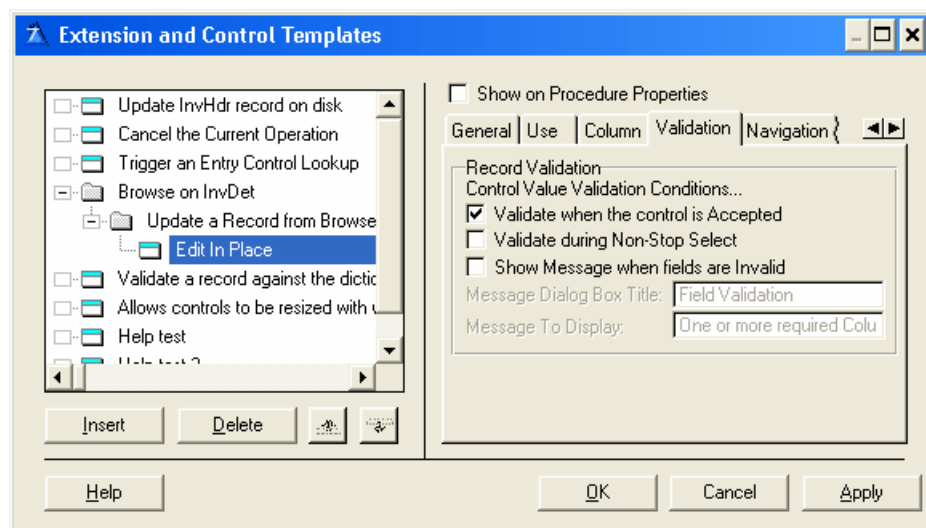 Extension and Control Templates
Update InvHdr record on disk
Cancel the Current Operation
Trigger an Entry Control Lookup
Browse on InvDet
Update a Record from Browse
Edit In Place
Validate a record against the dictic
Allows controls to be resized with
Help test
Insert
Delete
Show on Procedure Properties
General
Use
Column
Validation
Navigation
Record Validation
Control Value Validation Conditions...
Validate when the control is Accepted
Validate during Non-Stop Select
Show Message when fields are Invalid
Message Dialog Box Title: Field Validation
Message To Display: One or more required Colu
Help
OK
Cancel
Apply